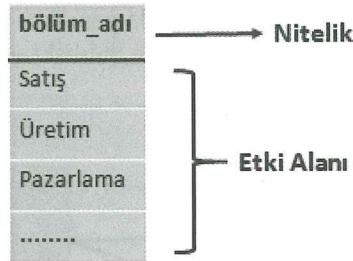 bölüm_adı
Nitelik
Satış
Üretim
Etki Alanı
Pazarlama
........